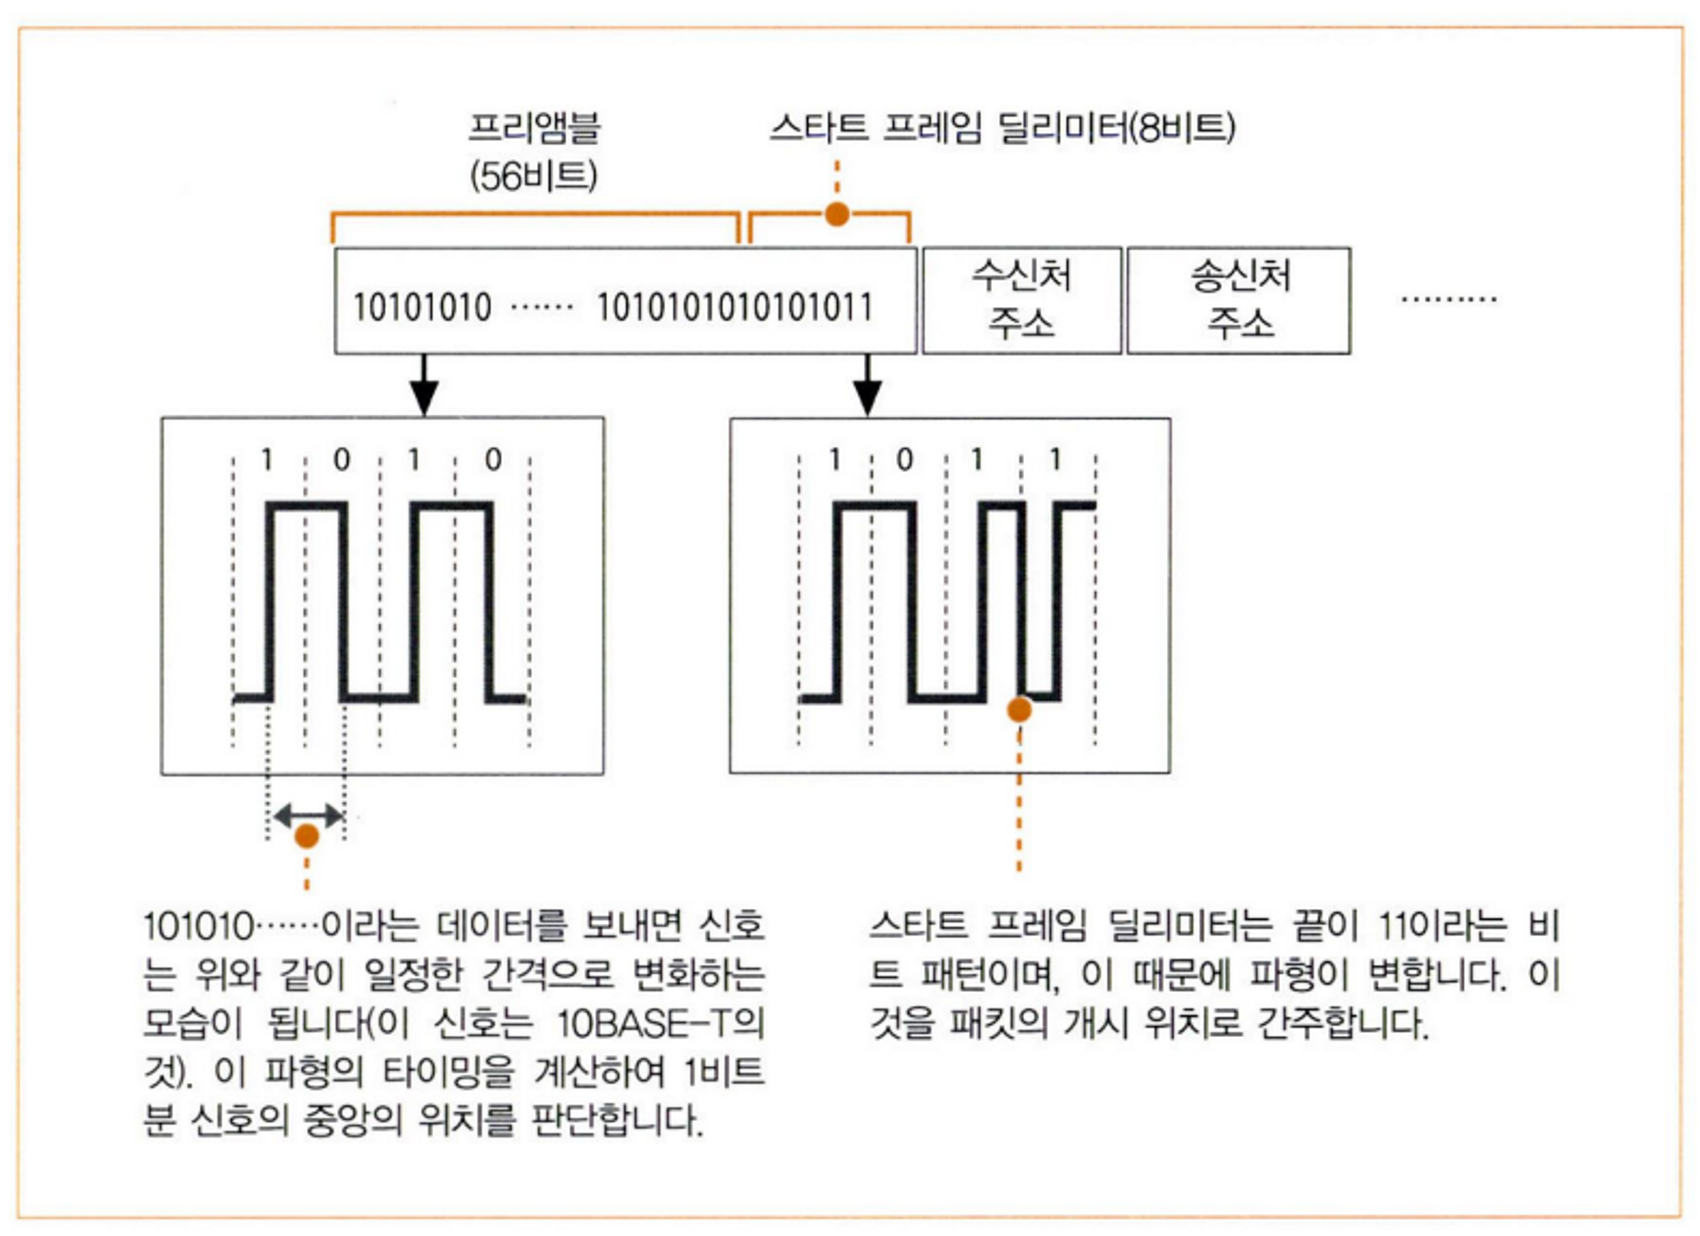 프리앰블
(56비트)
스타트 프레임 딜리미터(8비트)
10101010 …… 1010101010101011
수신처
주소
송신처
주소
………
1 0 1 0
1 0 1 1
101010……이라는 데이터를 보내면 신호
는 위와 같이 일정한 간격으로 변화하는
모습이 됩니다(이 신호는 10BASE-T의
것). 이 파형의 타이밍을 계산하여 1비트
분 신호의 중앙의 위치를 판단합니다.
스타트 프레임 딜리미터는 끝이 11이라는 비
트 패턴이며, 이 때문에 파형이 변합니다. 이
것을 패킷의 개시 위치로 간주합니다.